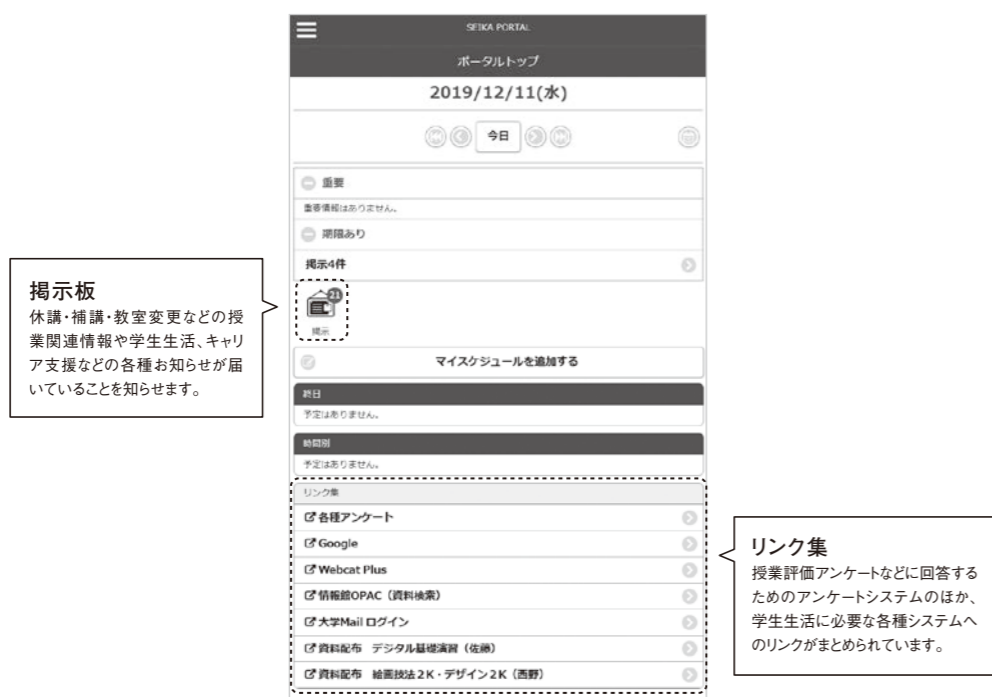 SEIKA PORTAL
ポータルトップ
2019/12/11(水)
今日
重要
重要情報はありません。
期限あり
掲示4件
21
掲示
マイスケジュールを追加する
終日
予定はありません。
時間別
予定はありません。
リンク集
各種アンケート
Google
Webcat Plus
情報館OPAC（資料検索）
大学Mail ログイン
資料配布　デジタル基礎演習（佐藤）
資料配布　絵画技法２K・デザイン２K（西野）
掲示板
休講・補講・教室変更などの授
業関連情報や学生生活、キャリ
ア支援などの各種お知らせが届
いていることを知らせます。
リンク集
授業評価アンケートなどに回答する
ためのアンケートシステムのほか、
学生生活に必要な各種システムへ
のリンクがまとめられています。